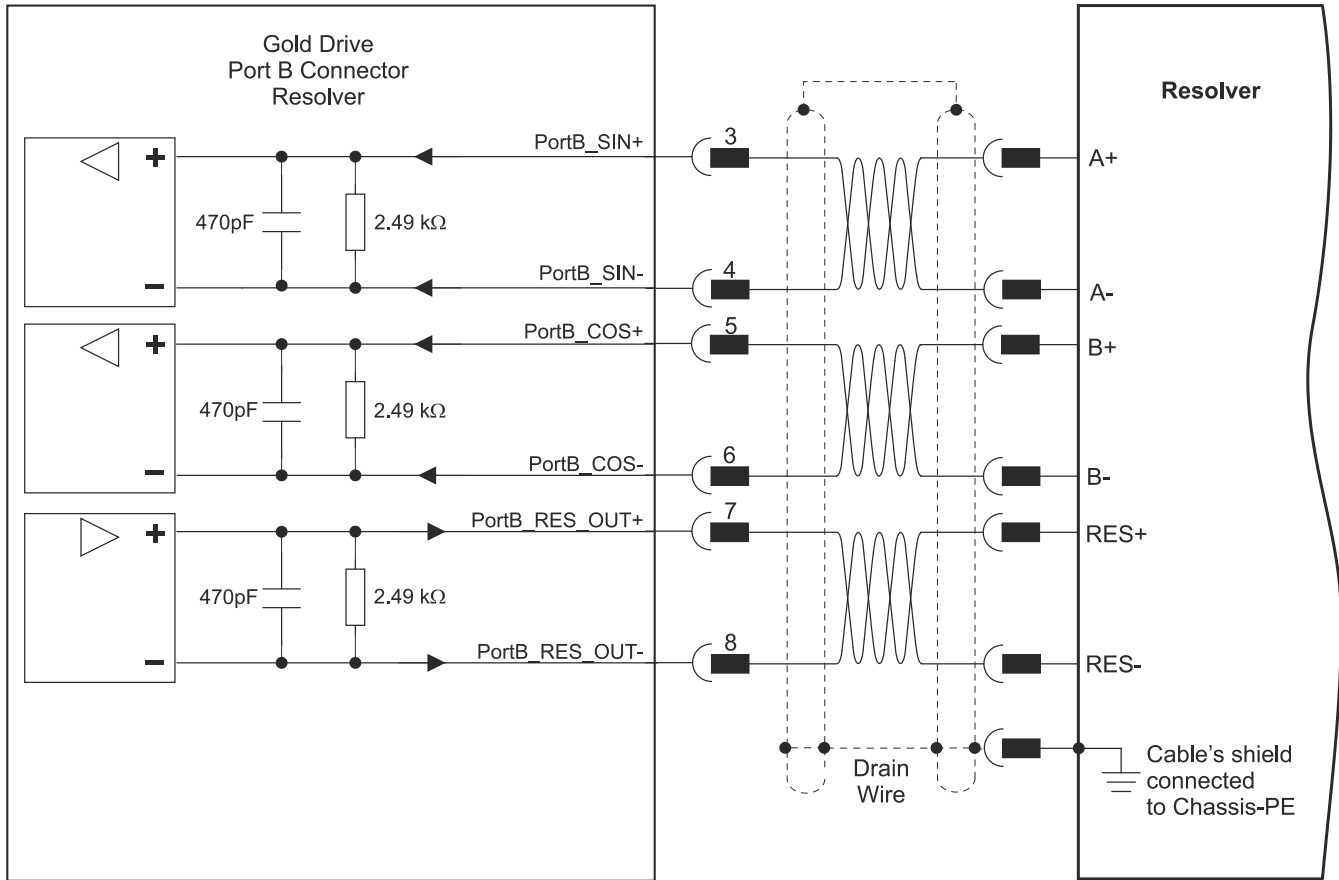 Gold Drive
Port B Connector
Resolver
Resolver
+
PortB_SIN+
3
A+
470pF
2.49 kΩ
−
PortB_SIN-
4
A-
+
PortB_COS+
5
B+
470pF
2.49 kΩ
−
PortB_COS-
6
B-
+
PortB_RES_OUT+
7
RES+
470pF
2.49 kΩ
−
PortB_RES_OUT-
8
RES-
Drain
Wire
Cable's shield
connected
to Chassis-PE